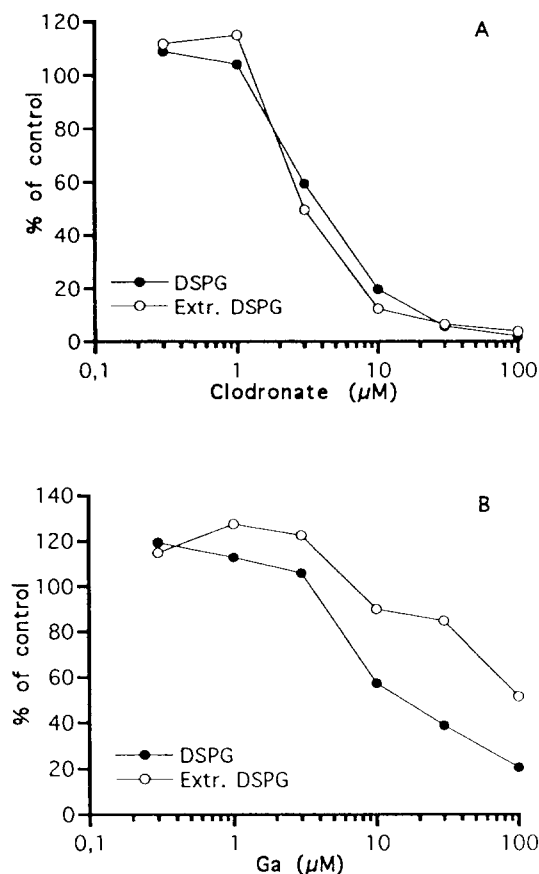 A
120
100
80
60
40
20
0
% of control
DSPG
Extr. DSPG
0,1 1 10 100
Clodronate (µM)
B
140
120
100
80
60
40
20
0
% of control
DSPG
Extr. DSPG
0,1 1 10 100
Ga (µM)